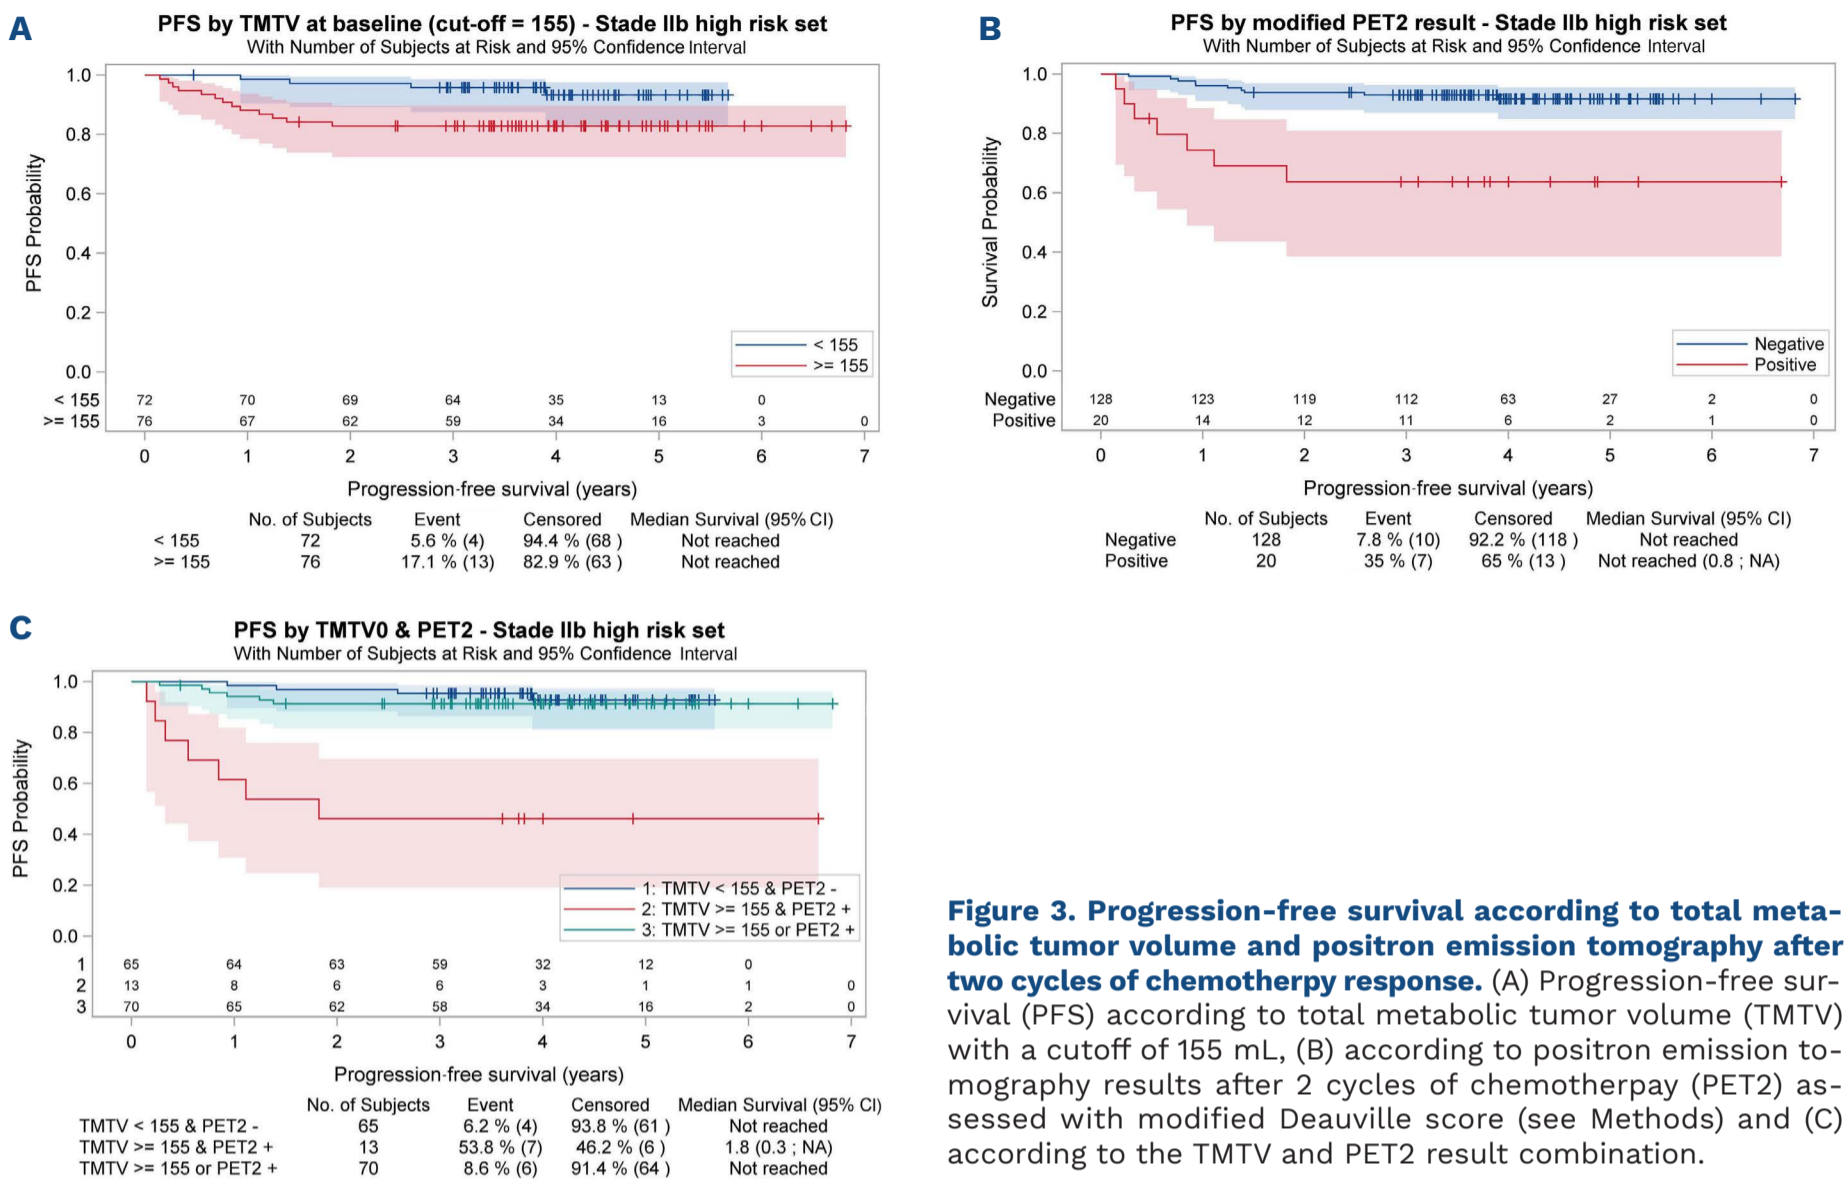 A
PFS by TMTV at baseline (cut-off = 155) - Stade IIb high risk set
With Number of Subjects at Risk and 95% Confidence Interval
PFS Probability
1.0
0.8
0.6
0.4
0.2
0.0
< 155
>= 155
< 155 72 70 69 64 35 13 0
>= 155 76 67 62 59 34 16 3 0
0 1 2 3 4 5 6 7
Progression-free survival (years)
No. of Subjects Event Censored Median Survival (95% CI)
< 155 72 5.6 % (4) 94.4 % (68 ) Not reached
>= 155 76 17.1 % (13) 82.9 % (63 ) Not reached
B
PFS by modified PET2 result - Stade IIb high risk set
With Number of Subjects at Risk and 95% Confidence Interval
Survival Probability
1.0
0.8
0.6
0.4
0.2
0.0
Negative
Positive
Negative 128 123 119 112 63 27 2 0
Positive 20 14 12 11 6 2 1 0
0 1 2 3 4 5 6 7
Progression-free survival (years)
No. of Subjects Event Censored Median Survival (95% CI)
Negative 128 7.8 % (10) 92.2 % (118 ) Not reached
Positive 20 35 % (7) 65 % (13 ) Not reached (0.8 ; NA)
C
PFS by TMTV0 & PET2 - Stade IIb high risk set
With Number of Subjects at Risk and 95% Confidence Interval
PFS Probability
1.0
0.8
0.6
0.4
0.2
0.0
1: TMTV < 155 & PET2 -
2: TMTV >= 155 & PET2 +
3: TMTV >= 155 or PET2 +
1 65 64 63 59 32 12 0
2 13 8 6 6 3 1 1 0
3 70 65 62 58 34 16 2 0
0 1 2 3 4 5 6 7
Progression-free survival (years)
No. of Subjects Event Censored Median Survival (95% CI)
TMTV < 155 & PET2 - 65 6.2 % (4) 93.8 % (61 ) Not reached
TMTV >= 155 & PET2 + 13 53.8 % (7) 46.2 % (6 ) 1.8 (0.3 ; NA)
TMTV >= 155 or PET2 + 70 8.6 % (6) 91.4 % (64 ) Not reached
Figure 3. Progression-free survival according to total meta-
bolic tumor volume and positron emission tomography after
two cycles of chemotherpy response. (A) Progression-free sur-
vival (PFS) according to total metabolic tumor volume (TMTV)
with a cutoff of 155 mL, (B) according to positron emission to-
mography results after 2 cycles of chemotherpay (PET2) as-
sessed with modified Deauville score (see Methods) and (C)
according to the TMTV and PET2 result combination.